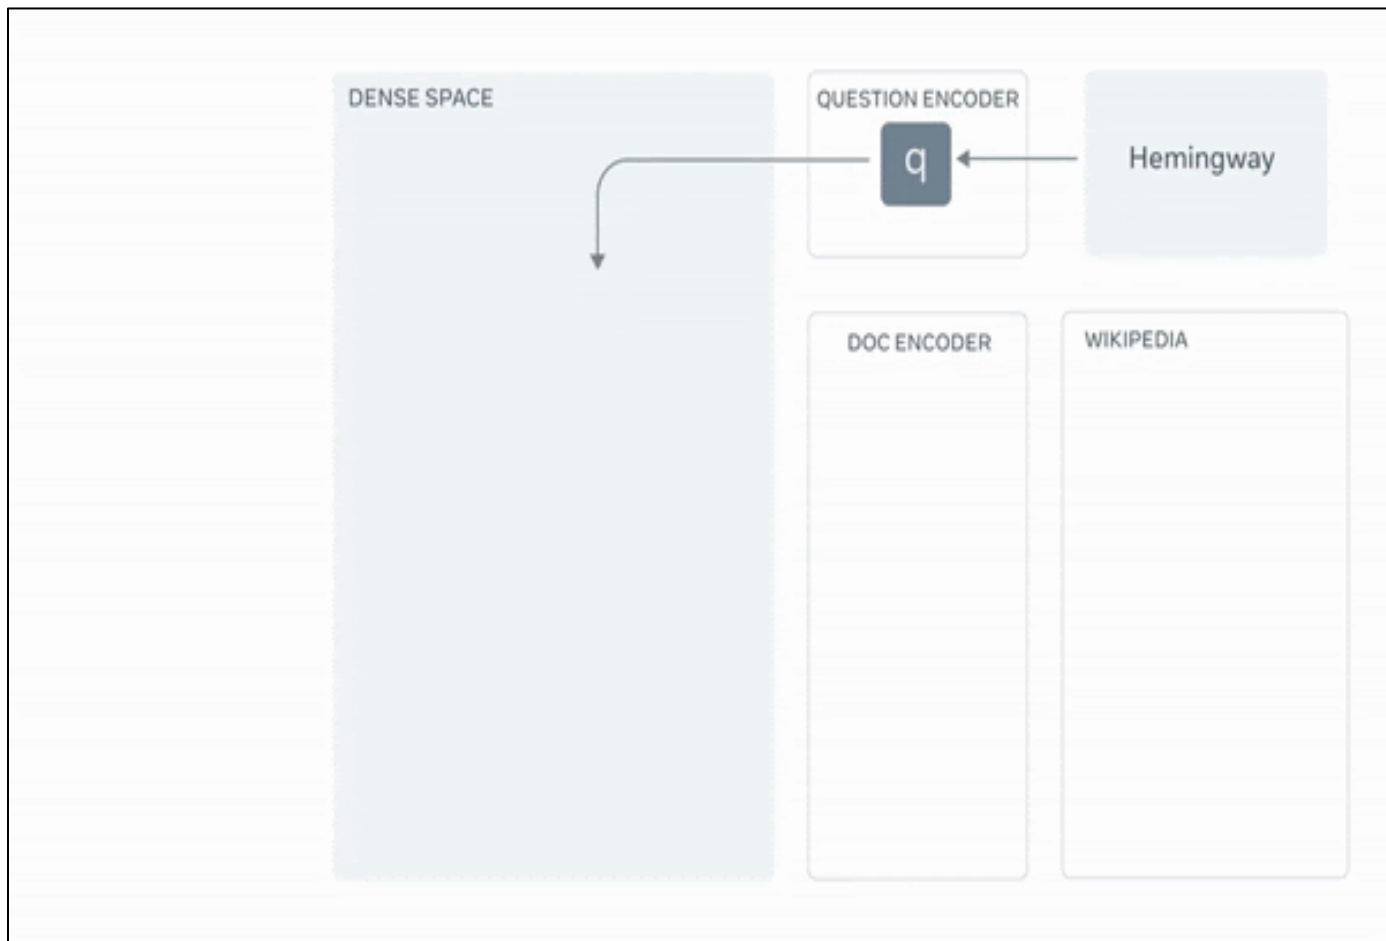 DENSE SPACE
QUESTION ENCODER
q
Hemingway
DOC ENCODER
WIKIPEDIA